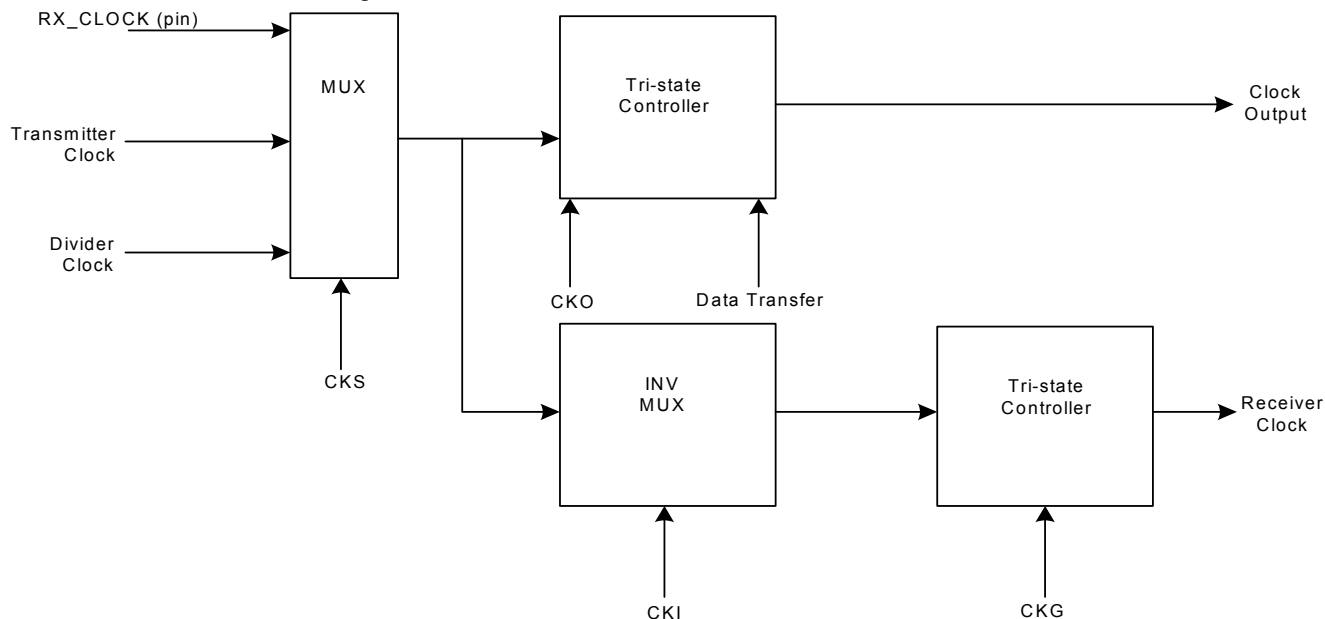 RX_CLOCK (pin)
MUX
Tri-state
Controller
Clock
Output
Transmitter
Clock
Divider
Clock
CKO
Data Transfer
CKS
INV
MUX
Tri-state
Controller
Receiver
Clock
CKI
CKG